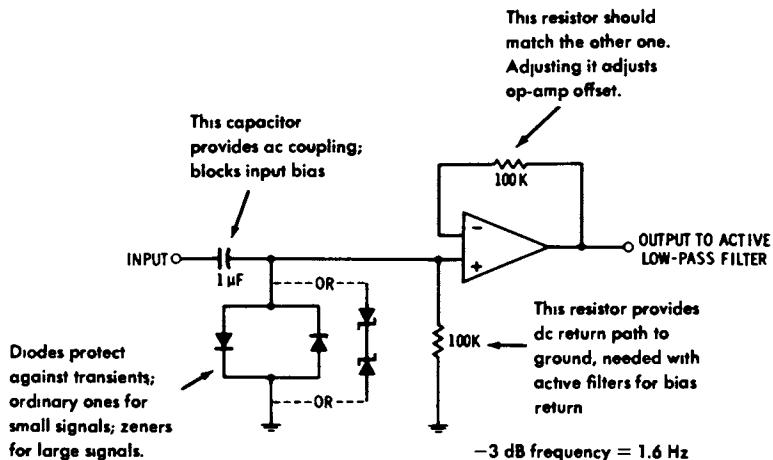 This resistor should
match the other one.
Adjusting it adjusts
op-amp offset.
This capacitor
provides ac coupling;
blocks input bias
100K
-
+
INPUT
1 µF
OUTPUT TO ACTIVE
LOW-PASS FILTER
OR
100K
This resistor provides
dc return path to
ground, needed with
active filters for bias
return
Diodes protect
against transients;
ordinary ones for
small signals; zeners
for large signals.
OR
−3 dB frequency = 1.6 Hz